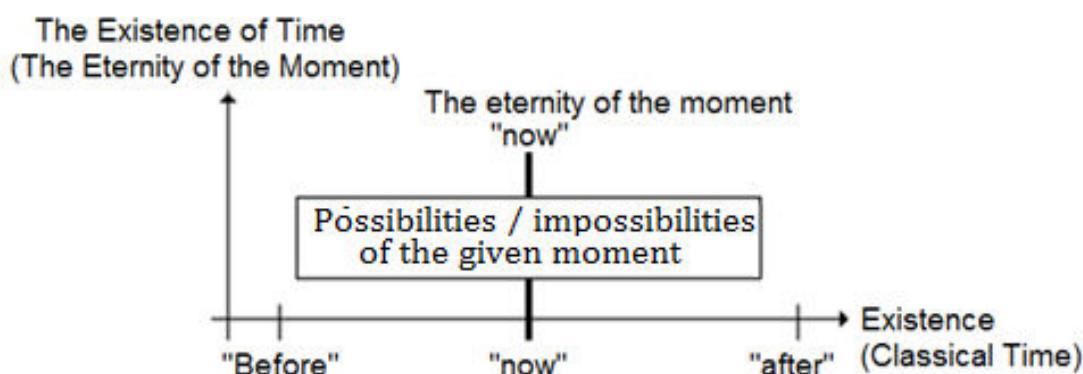 The Existence of Time
(The Eternity of the Moment)
The eternity of the moment
"now"
Possibilities / impossibilities
of the given moment
Existence
(Classical Time)
"Before"
"now"
"after"